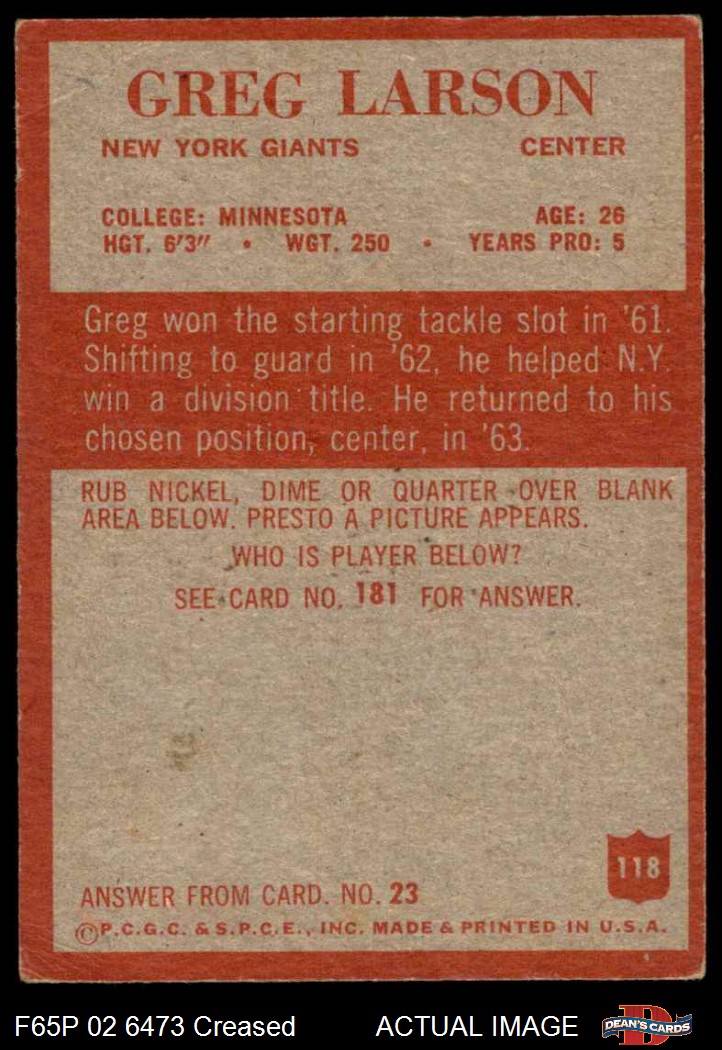 GREG LARSON
NEW YORK GIANTS CENTER
COLLEGE: MINNESOTA AGE: 26
HGT. 6'3" • WGT. 250 • YEARS PRO: 5
Greg won the starting tackle slot in '61.
Shifting to guard in '62, he helped N.Y.
win a division title. He returned to his
chosen position, center, in '63.
RUB NICKEL, DIME OR QUARTER OVER BLANK
AREA BELOW. PRESTO A PICTURE APPEARS.
WHO IS PLAYER BELOW?
SEE CARD NO. 181 FOR ANSWER.
118
ANSWER FROM CARD. NO. 23
©P.C.G.C. & S.P.C.E., INC. MADE & PRINTED IN U.S.A.
F65P 02 6473 Creased ACTUAL IMAGE
DEAN'S CARDS